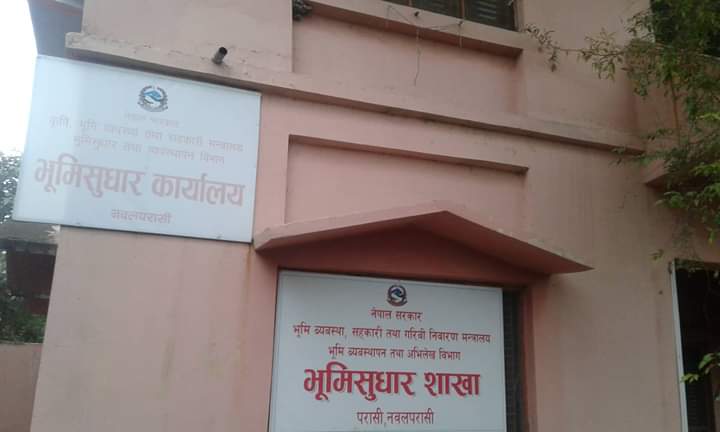 नेपाल सरकार
कृषि, भूमि व्यवस्था तथा सहकारी मन्त्रालय
भूमिसुधार तथा व्यवस्थापन विभाग
भूमिसुधार कार्यालय
नवलपरासी
नेपाल सरकार
भूमि ब्यबस्था, सहकारी तथा गरिबी निवारण मन्त्रालय
भूमि ब्यवस्थापन तथा अभिलेख विभाग
भूमिसुधार शाखा
परासी,नवलपरासी